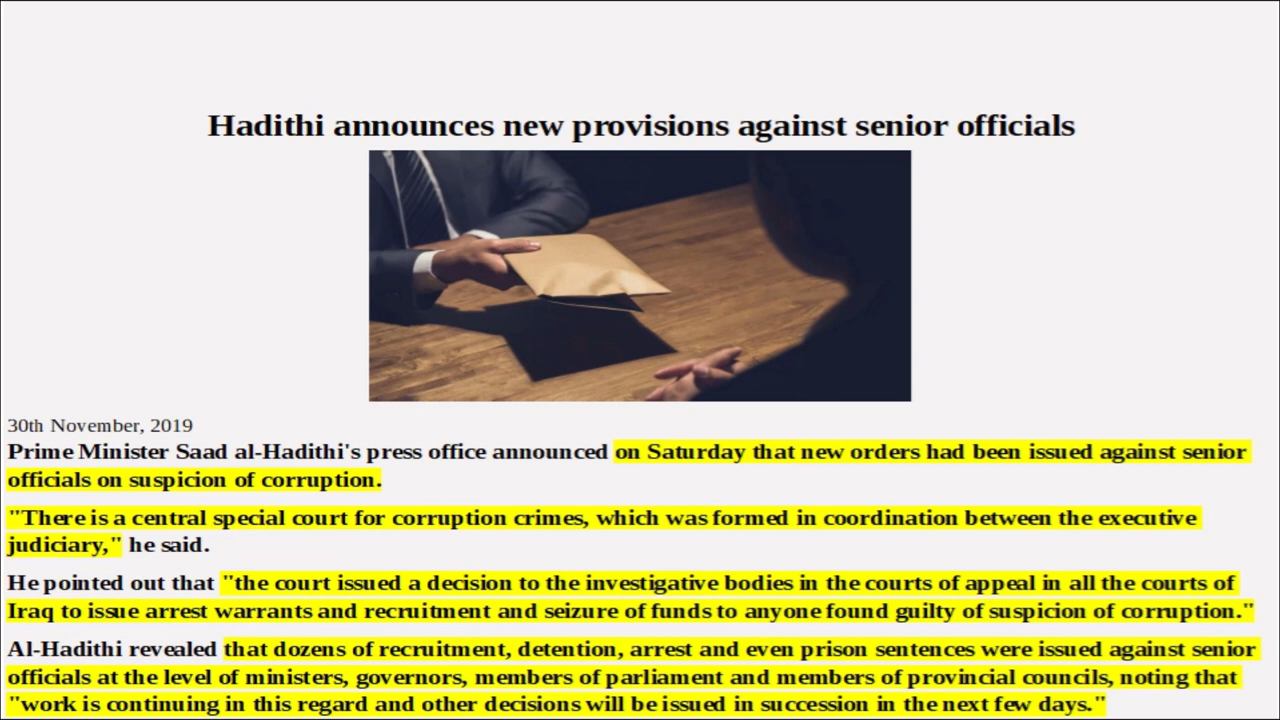 Hadithi announces new provisions against senior officials
30th November, 2019
Prime Minister Saad al-Hadithi's press office announced on Saturday that new orders had been issued against senior
officials on suspicion of corruption.
"There is a central special court for corruption crimes, which was formed in coordination between the executive
judiciary," he said.
He pointed out that "the court issued a decision to the investigative bodies in the courts of appeal in all the courts of
Iraq to issue arrest warrants and recruitment and seizure of funds to anyone found guilty of suspicion of corruption."
Al-Hadithi revealed that dozens of recruitment, detention, arrest and even prison sentences were issued against senior
officials at the level of ministers, governors, members of parliament and members of provincial councils, noting that
"work is continuing in this regard and other decisions will be issued in succession in the next few days."